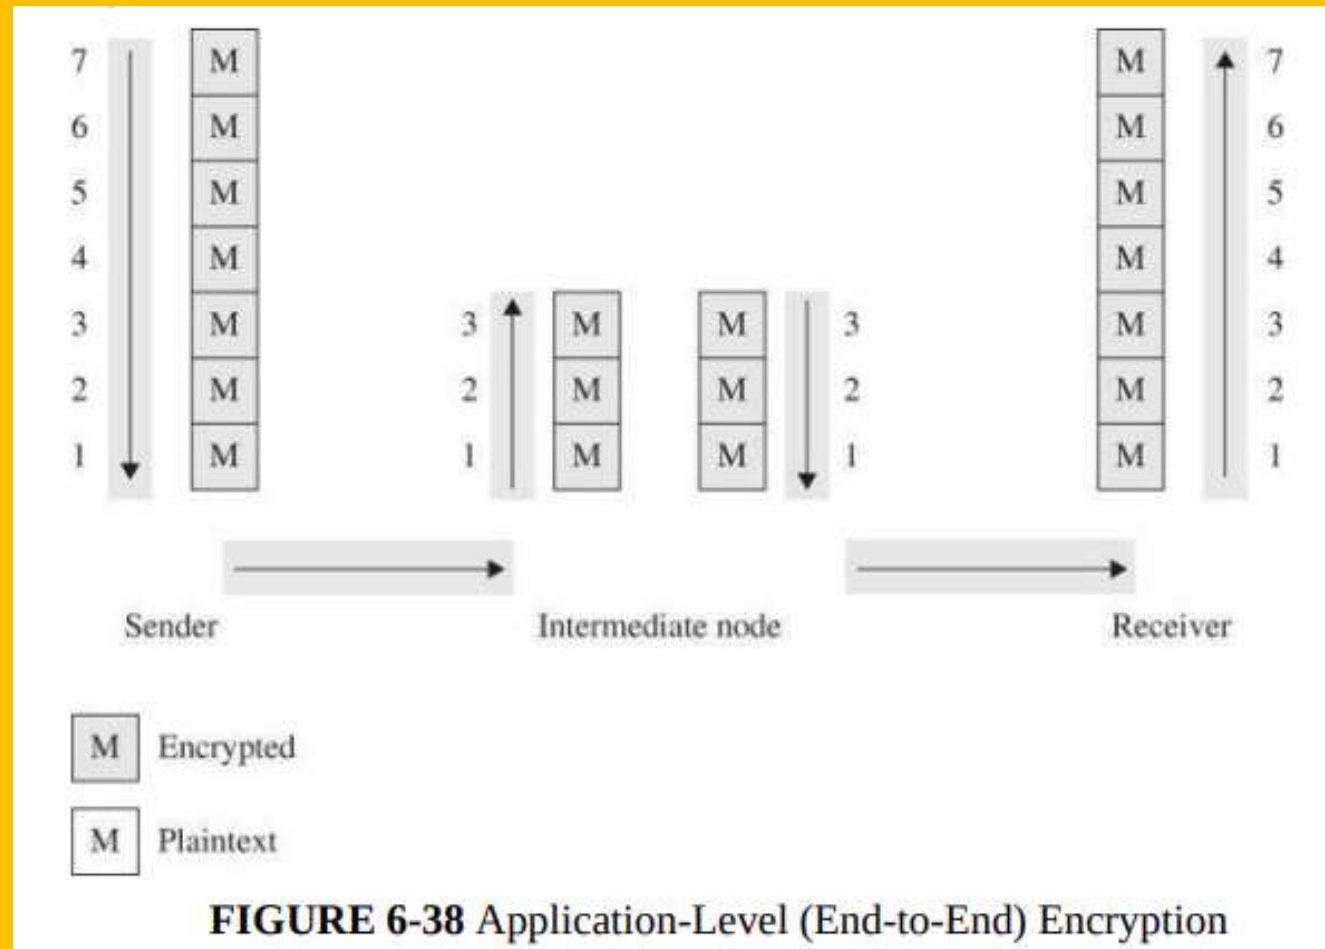 7 M M 7
6 M M 6
5 M M 5
4 M M 4
3 M 3 M M 3 M 3
2 M 2 M M 2 M 2
1 M 1 M M 1 M 1
Sender Intermediate node Receiver
M Encrypted
M Plaintext
FIGURE 6-38 Application-Level (End-to-End) Encryption